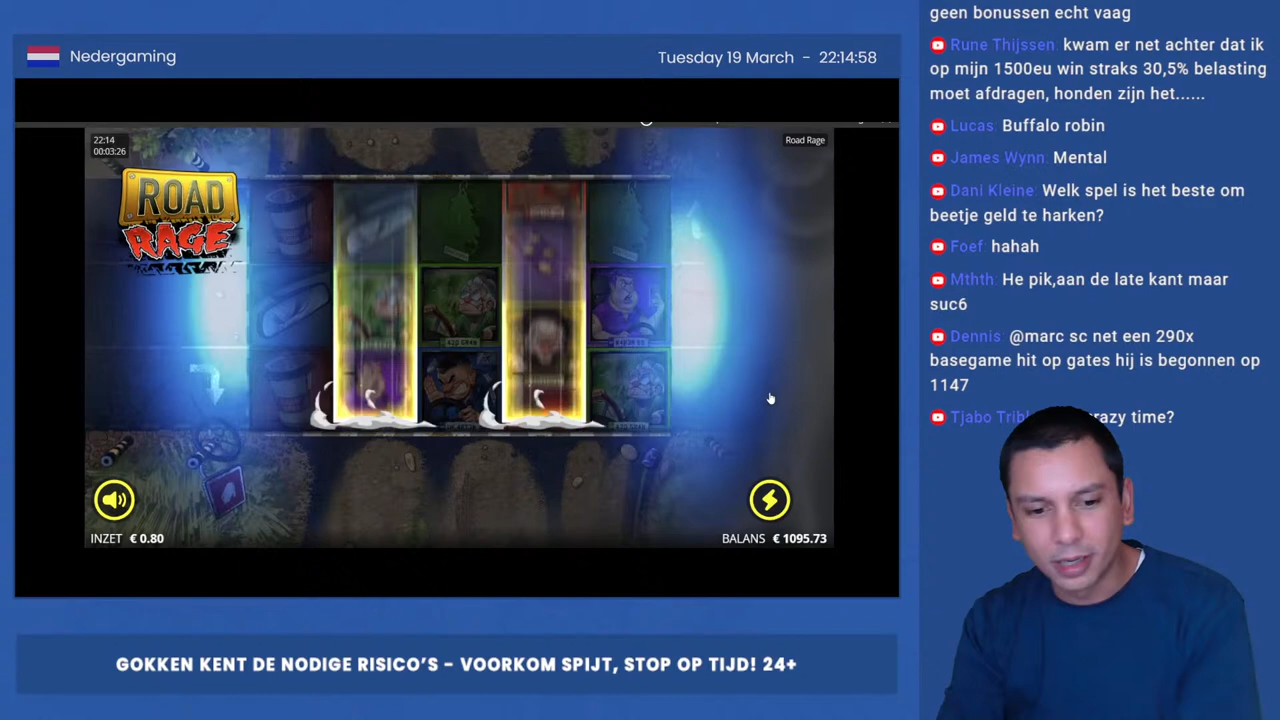 Nedergaming
Tuesday 19 March - 22:14:58
22:14
00:03:26
Road Rage
ROAD
RAGE
INZET € 0.80
BALANS € 1095.73
GOKKEN KENT DE NODIGE RISICO'S - VOORKOM SPIJT, STOP OP TIJD! 24+
geen bonussen echt vaag
Rune Thijssen: kwam er net achter dat ik
op mijn 1500eu win straks 30,5% belasting
moet afdragen, honden zijn het......
Lucas: Buffalo robin
James Wynn: Mental
Dani Kleine: Welk spel is het beste om
beetje geld te harken?
Foef: hahah
Mthth: He pik,aan de late kant maar
suc6
Dennis: @marc sc net een 290x
basegame hit op gates hij is begonnen op
1147
Tjabo time?